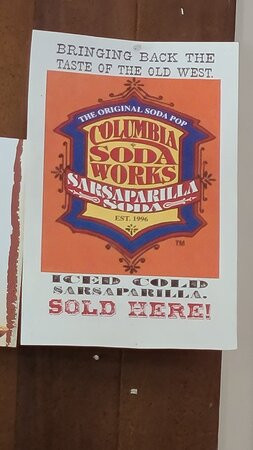 BRINGING BACK THE
TASTE OF THE OLD WEST.
THE ORIGINAL SODA POP
COLUMBIA
SODA
WORKS
SARSAPARILLA
SODA
EST. 1996
TM
ICED COLD
SARSAPARILLA.
SOLD HERE!